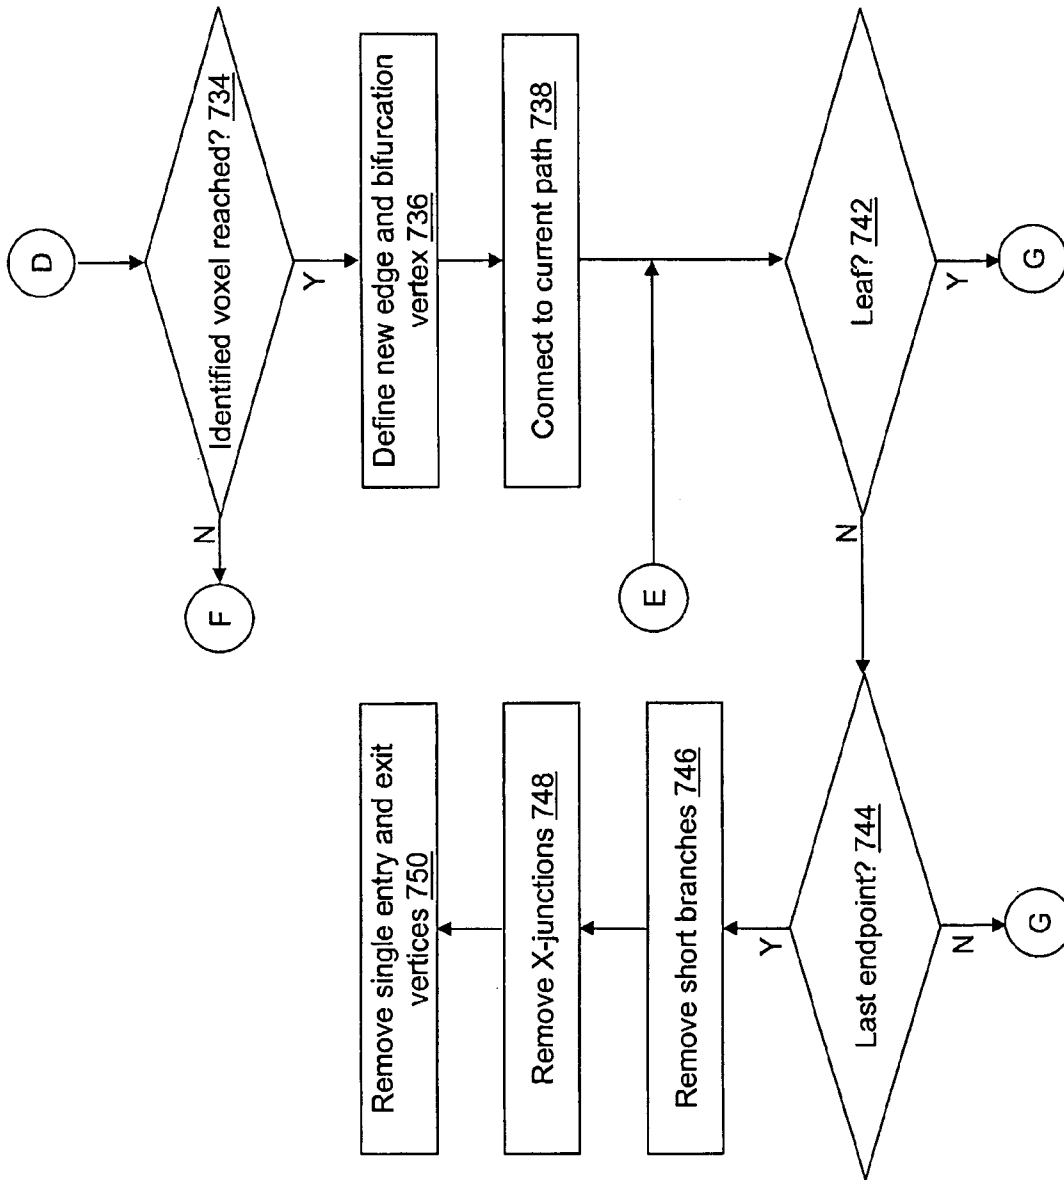 D
Identified voxel reached? 734
N
F
Y
Define new edge and bifurcation
vertex 736
Connect to current path 738
E
Leaf? 742
N
Y
G
Last endpoint? 744
Y
N
G
Remove short branches 746
Remove X-junctions 748
Remove single entry and exit
vertices 750